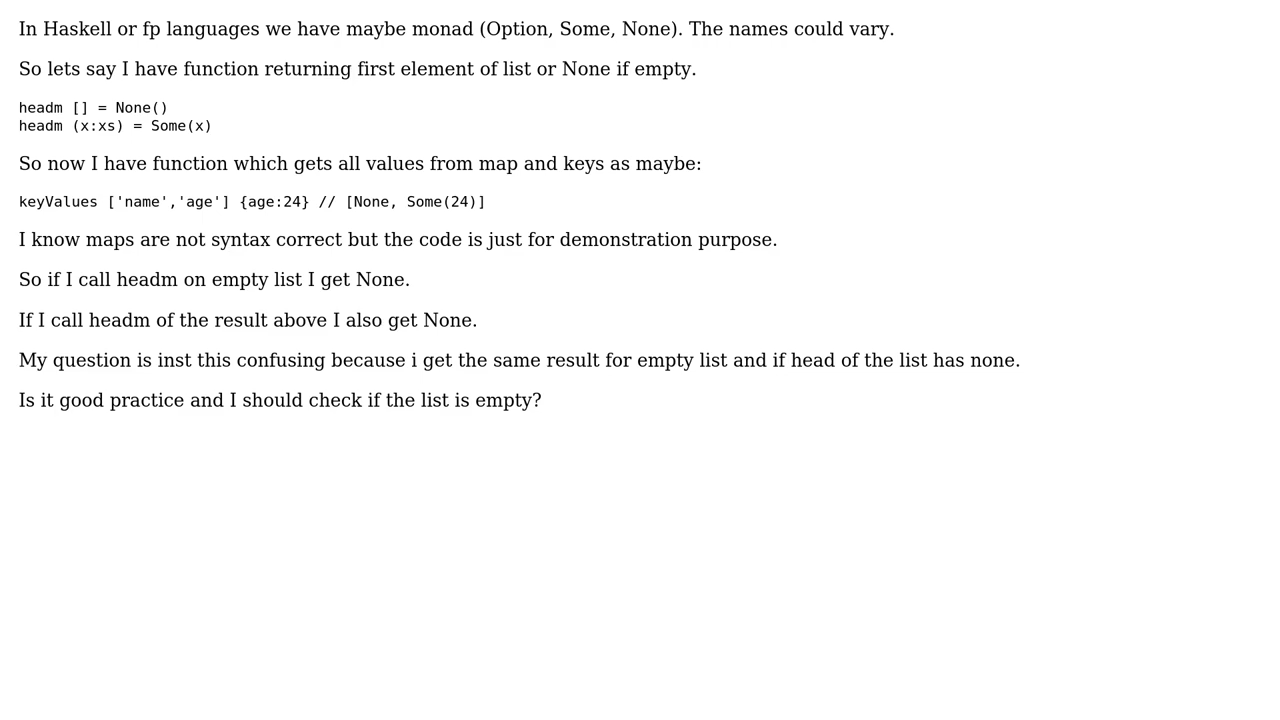 In Haskell or fp languages we have maybe monad (Option, Some, None). The names could vary.
So lets say I have function returning first element of list or None if empty.
headm [] = None()
headm (x:xs) = Some(x)
So now I have function which gets all values from map and keys as maybe:
keyValues ['name','age'] {age:24} // [None, Some(24)]
I know maps are not syntax correct but the code is just for demonstration purpose.
So if I call headm on empty list I get None.
If I call headm of the result above I also get None.
My question is inst this confusing because i get the same result for empty list and if head of the list has none.
Is it good practice and I should check if the list is empty?